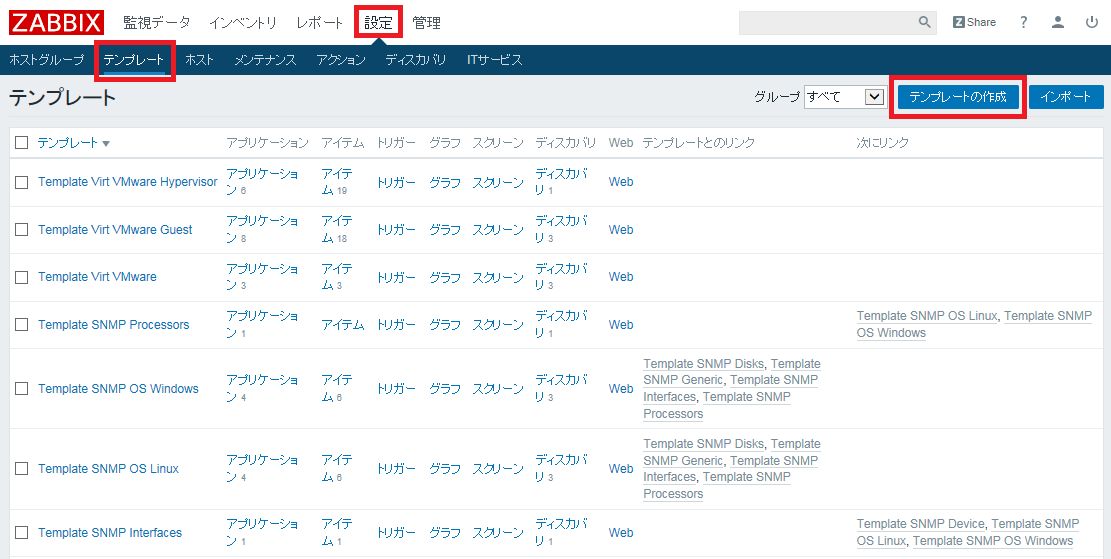 ZABBIX 監視データ インベントリ レポート 設定 管理 Z Share ?
ホストグループ テンプレート ホスト メンテナンス アクション ディスカバリ ITサービス
テンプレート グループ すべて テンプレートの作成 インポート
テンプレート アプリケーション アイテム トリガー グラフ スクリーン ディスカバリ Web テンプレートとのリンク 次にリンク
Template Virt VMware Hypervisor アプリケーショ アイテ トリガー グラフ スクリーン ディスカバ Web
ン 6 ム 19 リ 1
Template Virt VMware Guest アプリケーショ アイテ トリガー グラフ スクリーン ディスカバ Web
ン 8 ム 18 リ 3
Template Virt VMware アプリケーショ アイテ トリガー グラフ スクリーン ディスカバ Web
ン 3 ム 3 リ 3
Template SNMP Processors アプリケーショ アイテム トリガー グラフ スクリーン ディスカバ Web Template SNMP OS Linux, Template SNMP
ン 1 リ 1 OS Windows
Template SNMP Disks, Template
Template SNMP OS Windows アプリケーショ アイテ トリガー グラフ スクリーン ディスカバ Web SNMP Generic, Template SNMP
ン 4 ム 6 リ 3 Interfaces, Template SNMP
Processors
Template SNMP Disks, Template
Template SNMP OS Linux アプリケーショ アイテ トリガー グラフ スクリーン ディスカバ Web SNMP Generic, Template SNMP
ン 4 ム 6 リ 3 Interfaces, Template SNMP
Processors
Template SNMP Interfaces アプリケーショ アイテ トリガー グラフ スクリーン ディスカバ Web Template SNMP Device, Template SNMP
ン 1 ム 1 リ 1 OS Linux, Template SNMP OS Windows